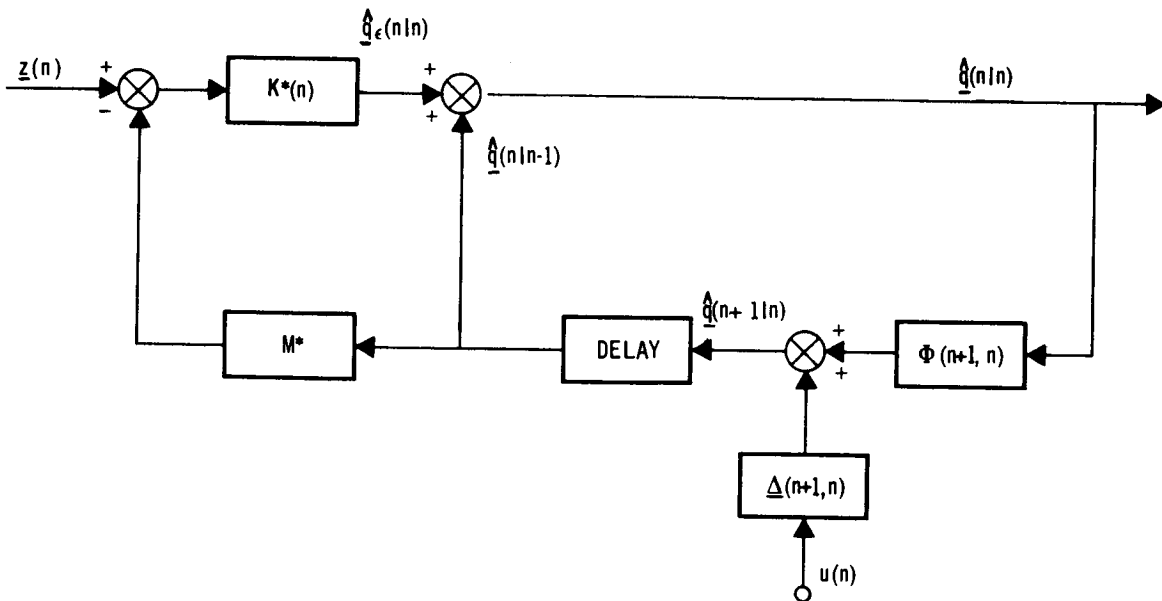 q̂ϵ(n|n)
z(n)
+
−
K*(n)
+
+
q̂(n|n)
q̂(n|n-1)
M*
DELAY
q̂(n+1|n)
+
+
Φ(n+1, n)
Δ(n+1,n)
u(n)